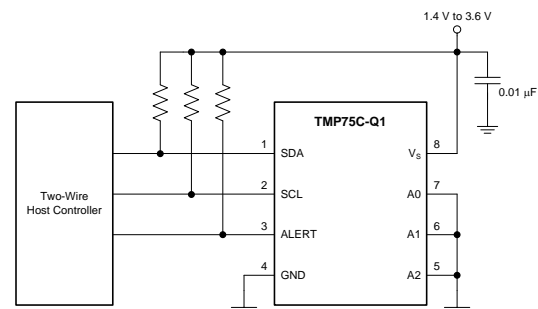 1.4 V to 3.6 V
0.01 µF
TMP75C-Q1
Two-Wire
Host Controller
1 SDA
2 SCL
3 ALERT
4 GND
VS 8
A0 7
A1 6
A2 5